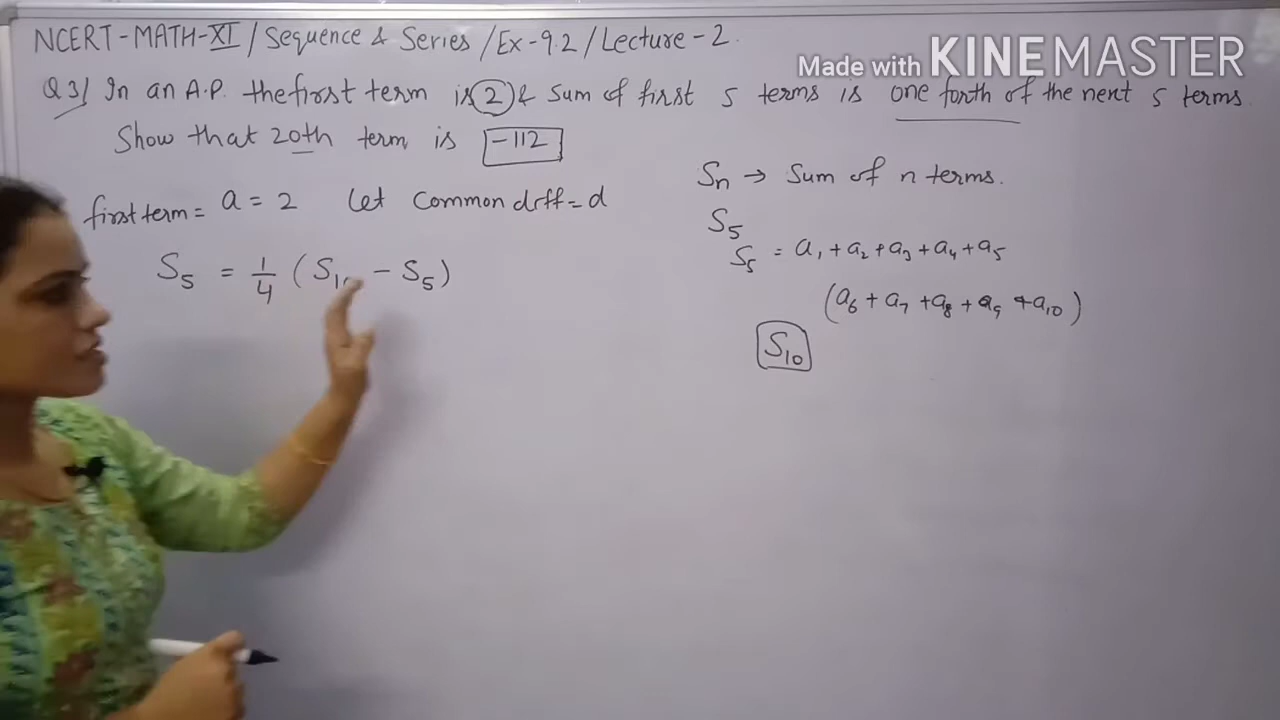 NCERT-MATH-XI / Sequence & Series / Ex-9.2 / Lecture-2.
Made with KINEMASTER
Q 3/ In an A.P. the first term is 2 & sum of first 5 terms is one forth of the next 5 terms.
Show that 20th term is -112
first term = a = 2 let common diff = d
Sn → Sum of n terms.
S5
S5 = a1 + a2 + a3 + a4 + a5
S5 = 1/4 (S10 - S5)
(a6 + a7 + a8 + a9 + a10)
S10